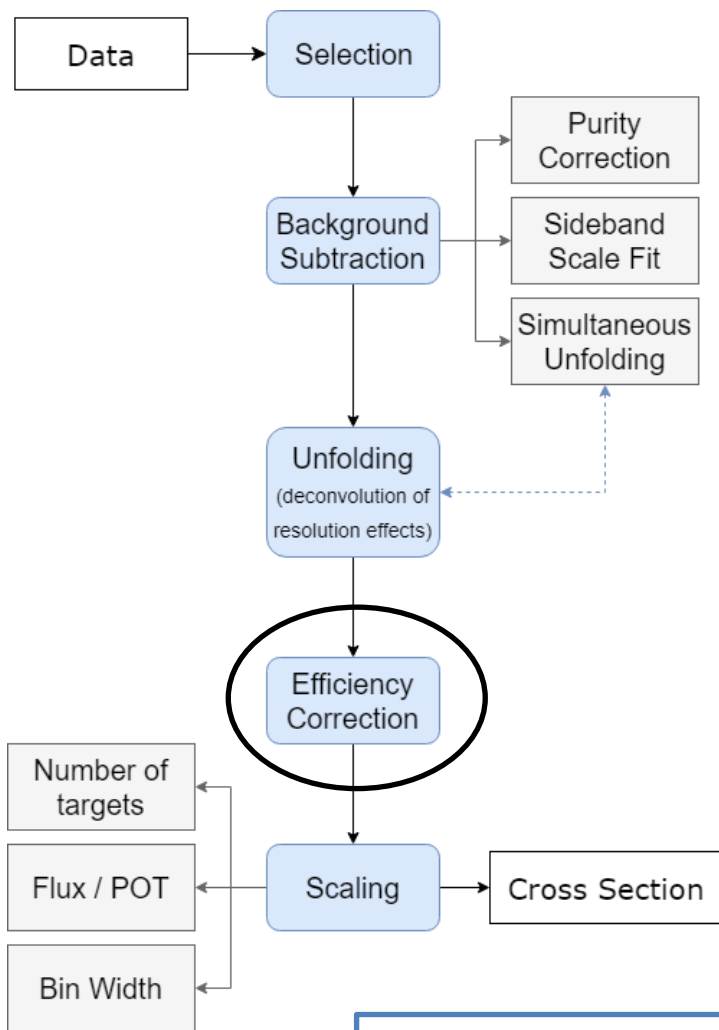 Data
Selection
Purity
Correction
Background
Subtraction
Sideband
Scale Fit
Simultaneous
Unfolding
Unfolding
(deconvolution of
resolution effects)
Efficiency
Correction
Number of
targets
Flux / POT
Scaling
Cross Section
Bin Width